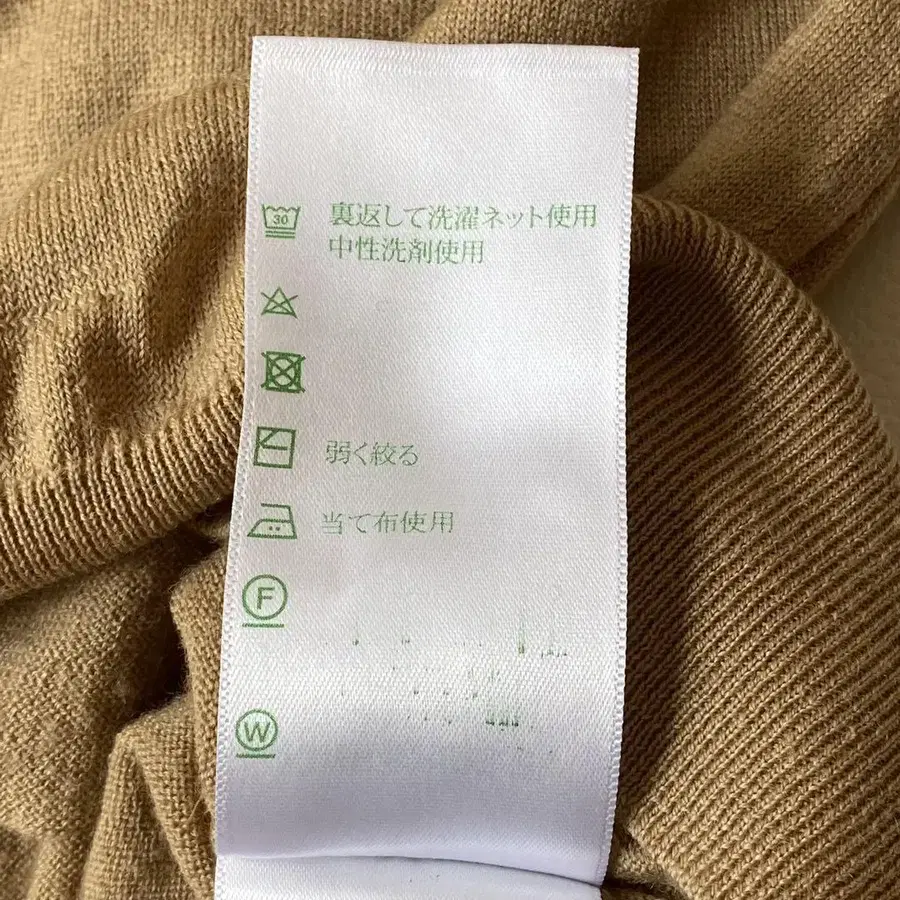 30
裏返して洗濯ネット使用
中性洗剤使用
弱く絞る
当て布使用
F
W